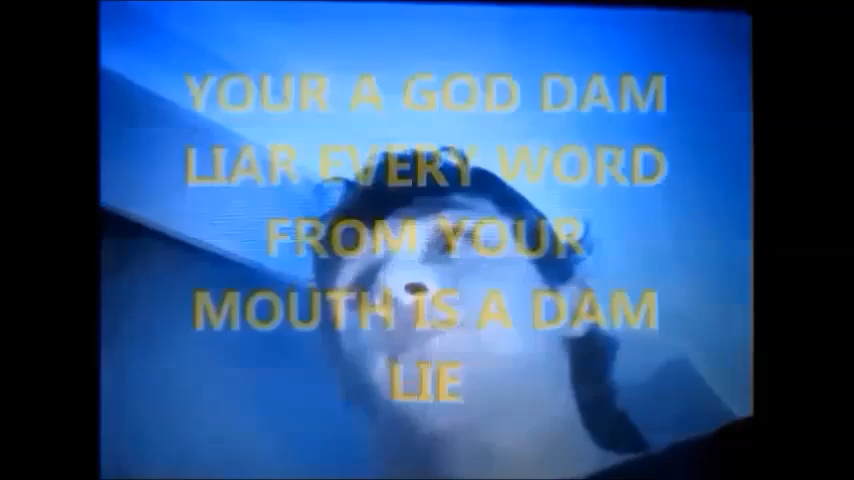 YOUR A GOD DAM
LIAR EVERY WORD
FROM YOUR
MOUTH IS A DAM
LIE